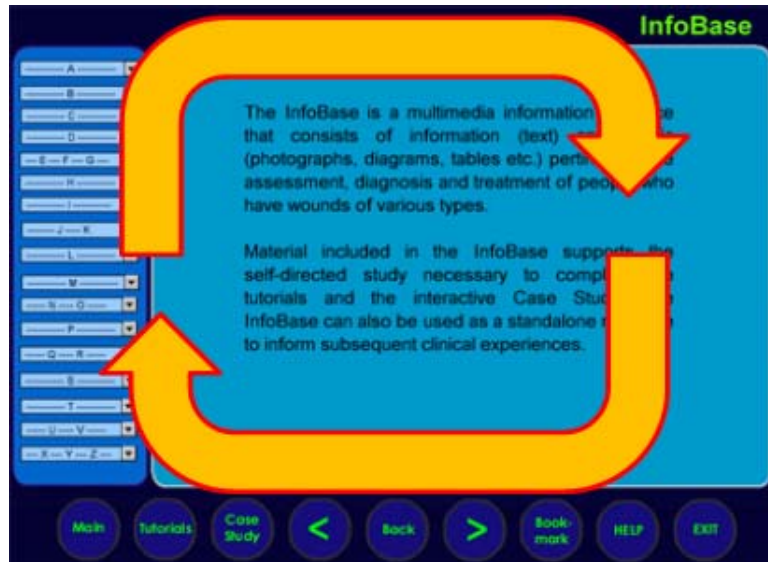 InfoBase
------ A ------
------ B ------
------ C ------
------ D ------
--- E --- F --- G ---
------ H ------
------ I ------
---- J ---- K
------ L ------
------ M ------
---- N ---- O ----
------ P ------
---- Q ---- R ----
------ S ------
------ T ------
---- U ---- V ----
--- X --- Y --- Z ---
The InfoBase is a multimedia information
that consists of information (text)
(photographs, diagrams, tables etc.)
assessment, diagnosis and treatment of people who
have wounds of various types.
Material included in the InfoBase supports the
self-directed study necessary to
tutorials and the interactive Case
InfoBase can also be used as a standalone
to inform subsequent clinical experiences.
Main
Tutorials
Case
Study
<
Back
>
Book-
mark
HELP
EXIT